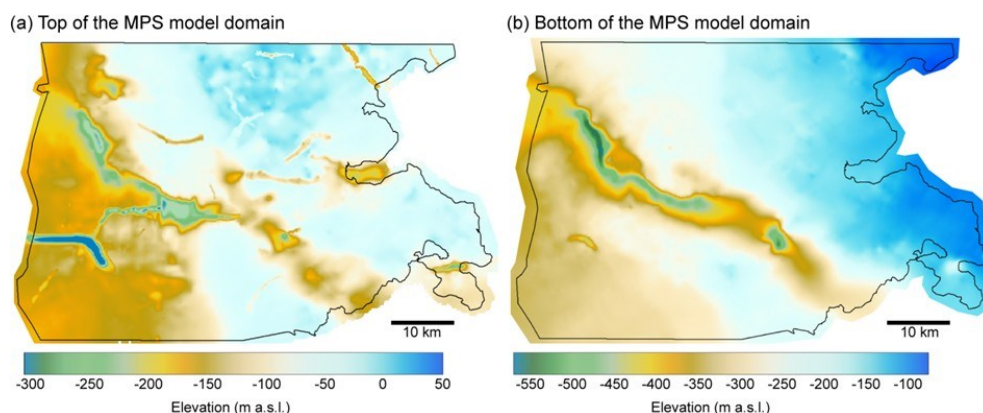 (a) Top of the MPS model domain
(b) Bottom of the MPS model domain
10 km
10 km
-300 -250 -200 -150 -100 -50 0 50
-550 -500 -450 -400 -350 -300 -250 -200 -150 -100
Elevation (m a.s.l.)
Elevation (m a.s.l.)